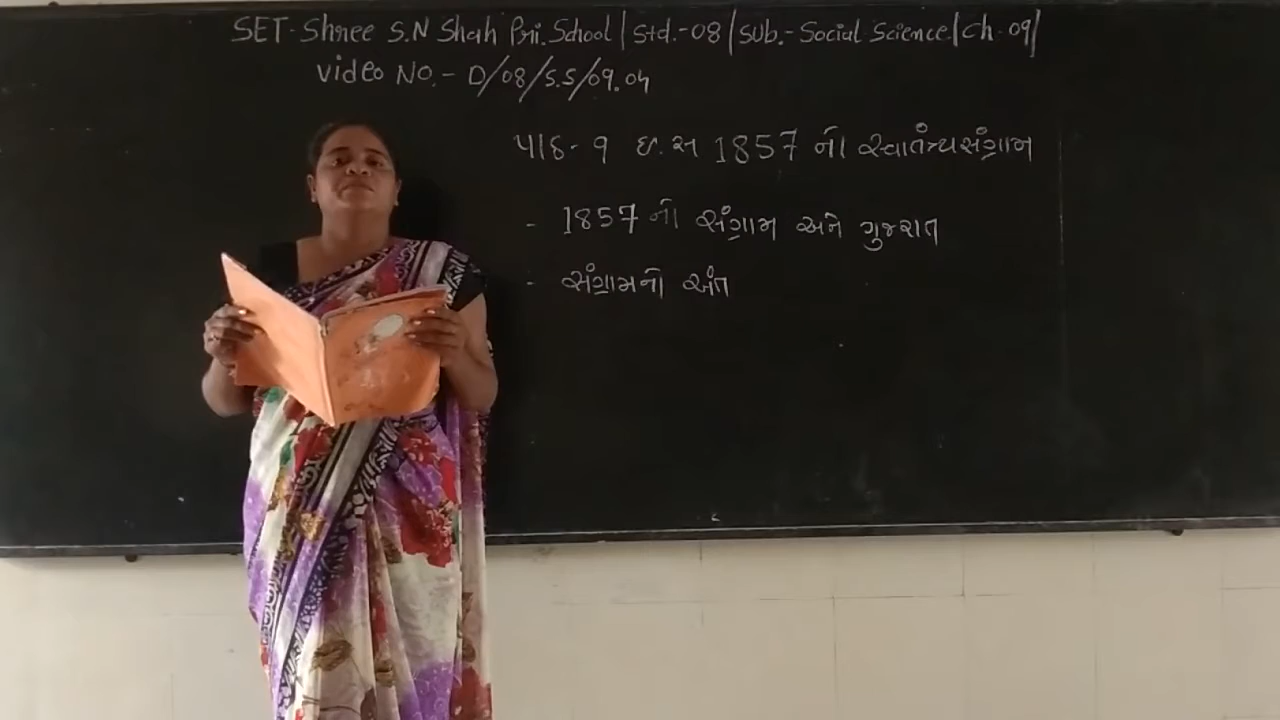 SET-Shree S.N Shah Pri.School | Std.-08 | Sub.-Social Science | Ch-09 |
Video No.- D/08/S.S/09.04
પાઠ- ૧ ઇ.સ 1857 નો સ્વાતંત્ર્યસંગ્રામ
- 1857 નો સંગ્રામ અને ગુજરાત
- સંગ્રામનો અંત